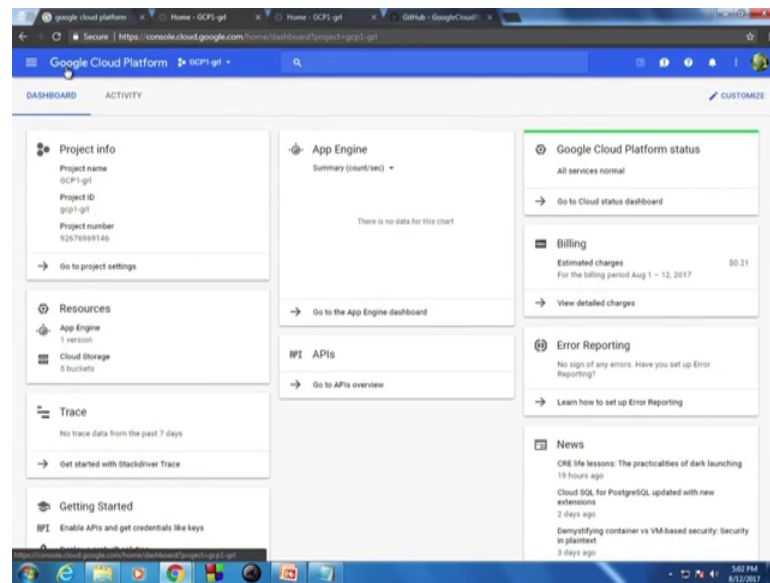 google cloud platform
Home - GCP1-grl
Home - GCP1-grl
GitHub - GoogleCloud
Secure | https://console.cloud.google.com/home/dashboard?project=gcp1-grl
Google Cloud Platform
GCP1-grl
DASHBOARD
ACTIVITY
CUSTOMIZE
Project info
Project name
GCP1-grl
Project ID
gcp1-grl
Project number
92676969146
Go to project settings
Resources
App Engine
1 version
Cloud Storage
5 buckets
Trace
No trace data from the past 7 days
Get started with Stackdriver Trace
Getting Started
API Enable APIs and get credentials like keys
App Engine
Summary (count/sec)
There is no data for this chart
Go to the App Engine dashboard
API APIs
Go to APIs overview
Google Cloud Platform status
All services normal
Go to Cloud status dashboard
Billing
Estimated charges $0.21
For the billing period Aug 1 – 12, 2017
View detailed charges
Error Reporting
No sign of any errors. Have you set up Error
Reporting?
Learn how to set up Error Reporting
News
CRE life lessons: The practicalities of dark launching
19 hours ago
Cloud SQL for PostgreSQL updated with new
extensions
2 days ago
Demystifying container vs VM-based security: Security
in plaintext
3 days ago
https://console.cloud.google.com/home/dashboard?project=gcp1-grl
5:02 PM
8/12/2017